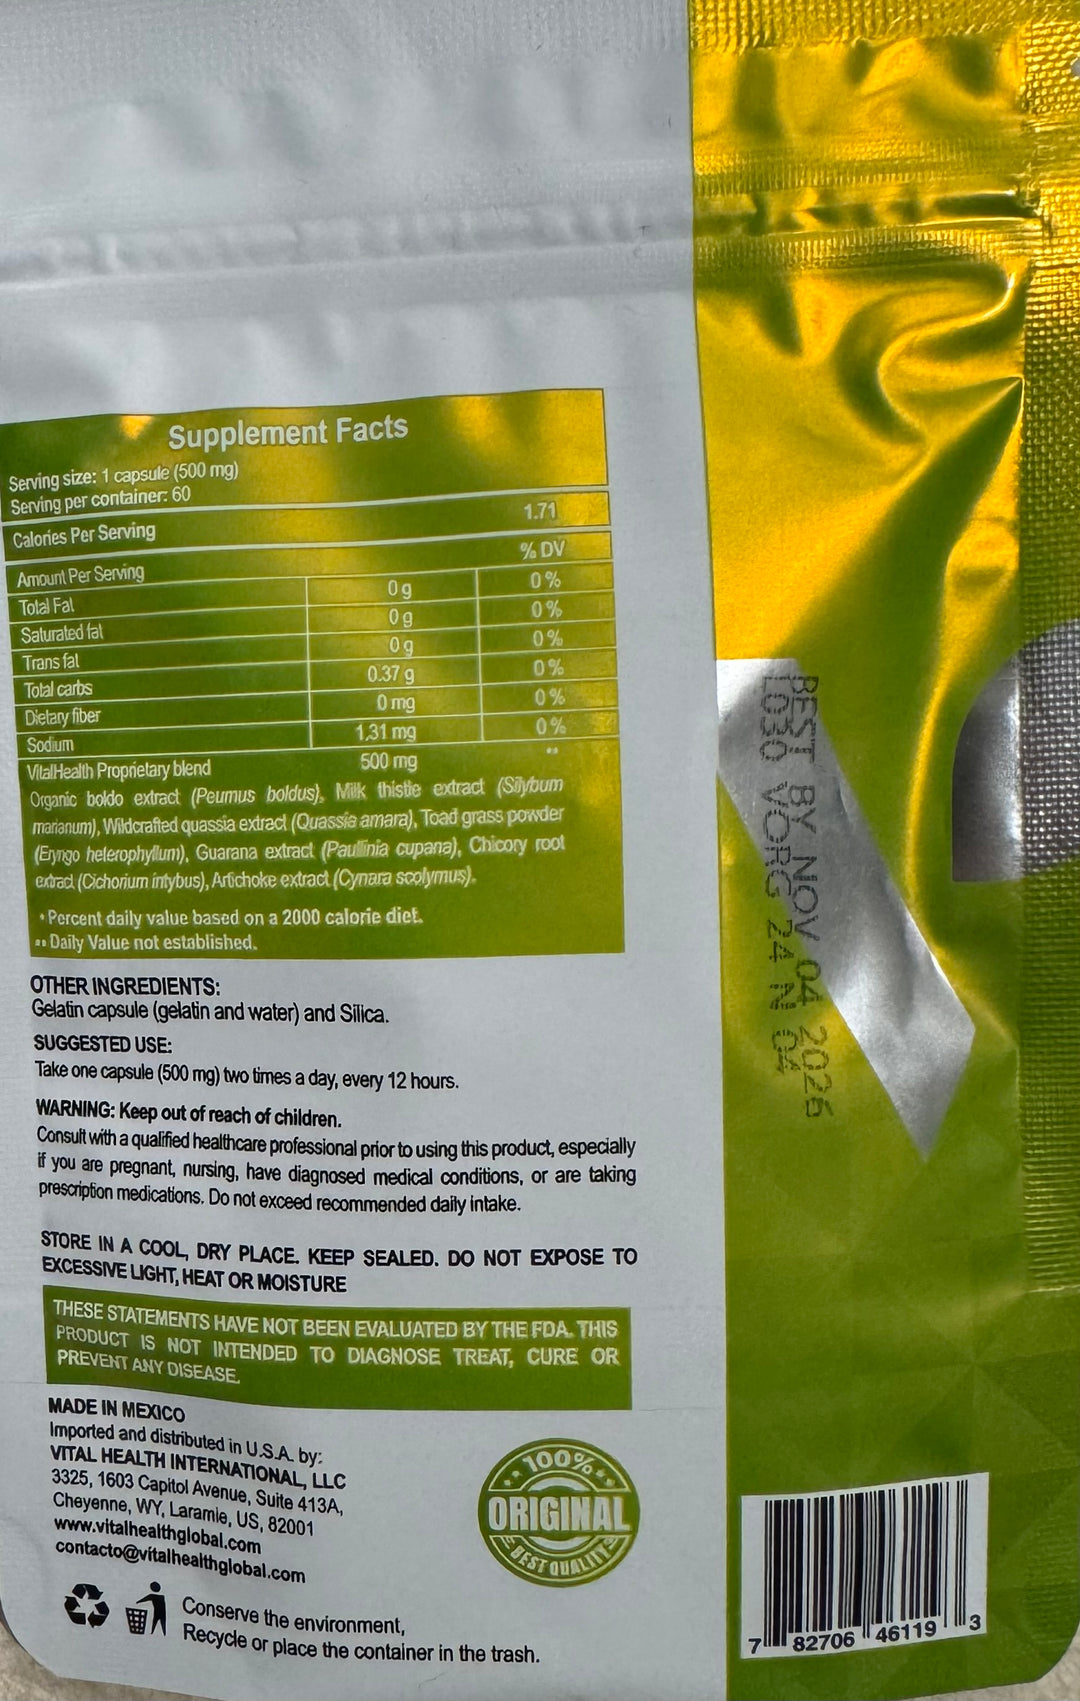 Supplement Facts
Serving size: 1 capsule (500 mg)
Serving per container: 60
Calories Per Serving 1.71
Amount Per Serving % DV
Total Fat 0 g 0 %
Saturated fat 0 g 0 %
Trans fat 0 g 0 %
Total carbs 0.37 g 0 %
Dietary fiber 0 mg 0 %
Sodium 1,31 mg 0 %
VitalHealth Proprietary blend 500 mg **
Organic boldo extract (Peumus boldus), Milk thistle extract (Silybum
marianum), Wildcrafted quassia extract (Quassia amara), Toad grass powder
(Eryngo heterophyllum), Guarana extract (Paullinia cupana), Chicory root
extract (Cichorium intybus), Artichoke extract (Cynara scolymus).
* Percent daily value based on a 2000 calorie diet.
** Daily Value not established.
OTHER INGREDIENTS:
Gelatin capsule (gelatin and water) and Silica.
SUGGESTED USE:
Take one capsule (500 mg) two times a day, every 12 hours.
WARNING: Keep out of reach of children.
Consult with a qualified healthcare professional prior to using this product, especially
if you are pregnant, nursing, have diagnosed medical conditions, or are taking
prescription medications. Do not exceed recommended daily intake.
STORE IN A COOL, DRY PLACE. KEEP SEALED. DO NOT EXPOSE TO
EXCESSIVE LIGHT, HEAT OR MOISTURE
THESE STATEMENTS HAVE NOT BEEN EVALUATED BY THE FDA. THIS
PRODUCT IS NOT INTENDED TO DIAGNOSE TREAT, CURE OR
PREVENT ANY DISEASE.
MADE IN MEXICO
Imported and distributed in U.S.A. by:
VITAL HEALTH INTERNATIONAL, LLC
3325, 1603 Capitol Avenue, Suite 413A,
Cheyenne, WY, Laramie, US, 82001
www.vitalhealthglobal.com
contacto@vitalhealthglobal.com
100%
ORIGINAL
BEST QUALITY
Conserve the environment,
Recycle or place the container in the trash.
BEST BY NOV 04 2026
L030 VORG 24 N 04
7 82706 46119 3